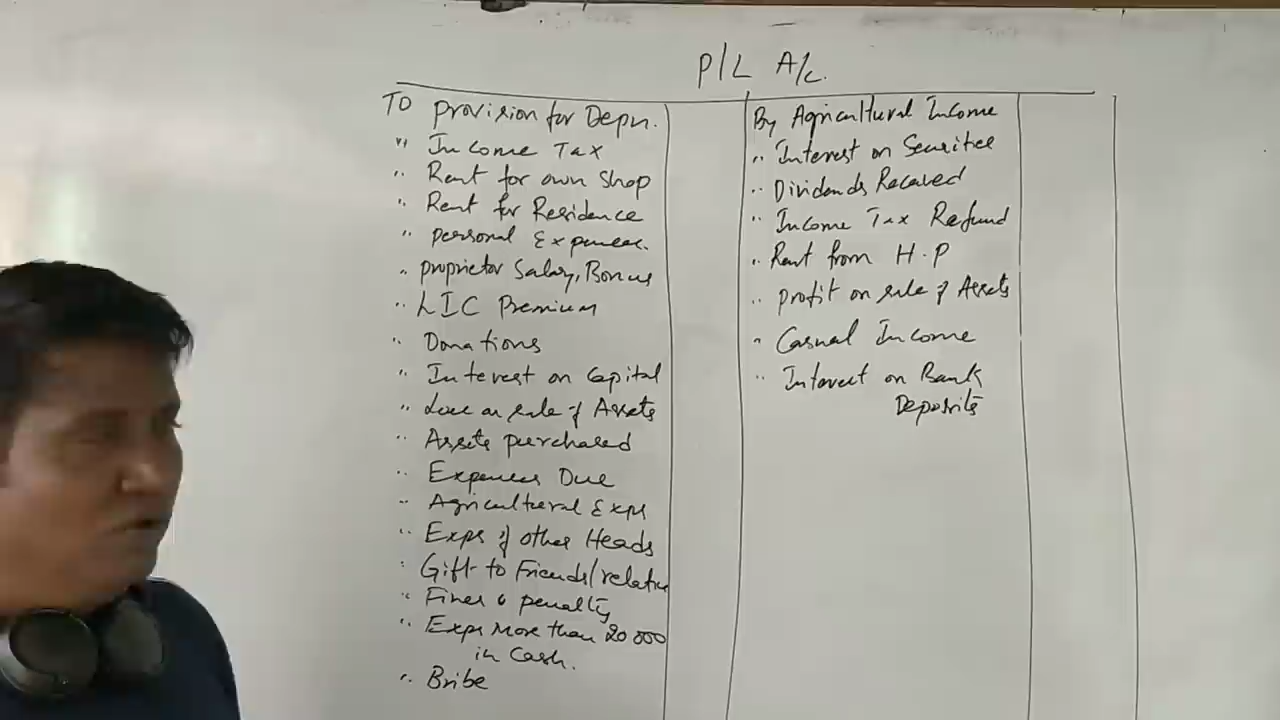 P/L A/c.
To provision for Depn.
" Income Tax
" Rent for own shop
" Rent for Residence
" personal Expenses.
" proprietor Salary, Bonus
" LIC Premium
" Donations
" Interest on Capital
" Loss on sale of Assets
" Assets purchased
" Expenses Due
" Agricultural Exps
" Exps of other Heads
" Gift to Friends/relative
" Fines & penalty
" Exps More than 20 000
in Cash.
" Bribe
By Agricultural Income
" Interest on Securities
" Dividends Received
" Income Tax Refund
" Rent from H.P
" profit on sale of Assets
" Casual Income
" Interest on Bank
Deposits